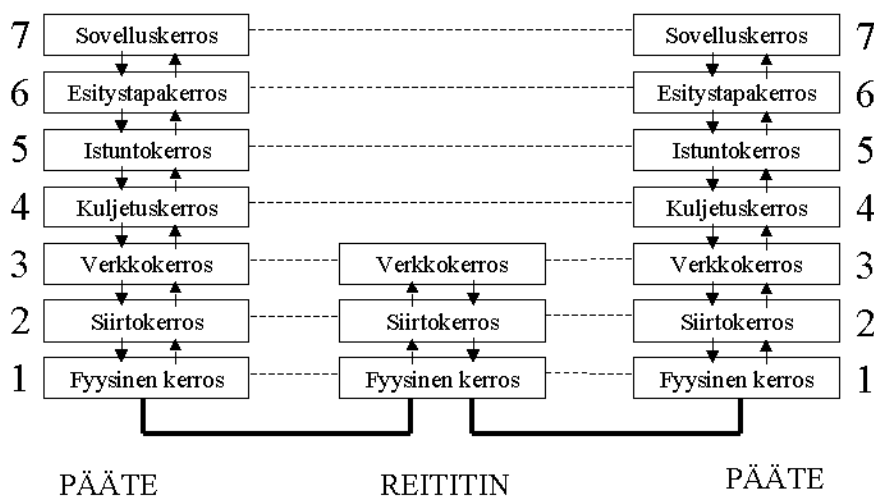 7 Sovelluskerros Sovelluskerros 7
6 Esitystapakerros Esitystapakerros 6
5 Istuntokerros Istuntokerros 5
4 Kuljetuskerros Kuljetuskerros 4
3 Verkkokerros Verkkokerros Verkkokerros 3
2 Siirtokerros Siirtokerros Siirtokerros 2
1 Fyysinen kerros Fyysinen kerros Fyysinen kerros 1
PÄÄTE REITITIN PÄÄTE